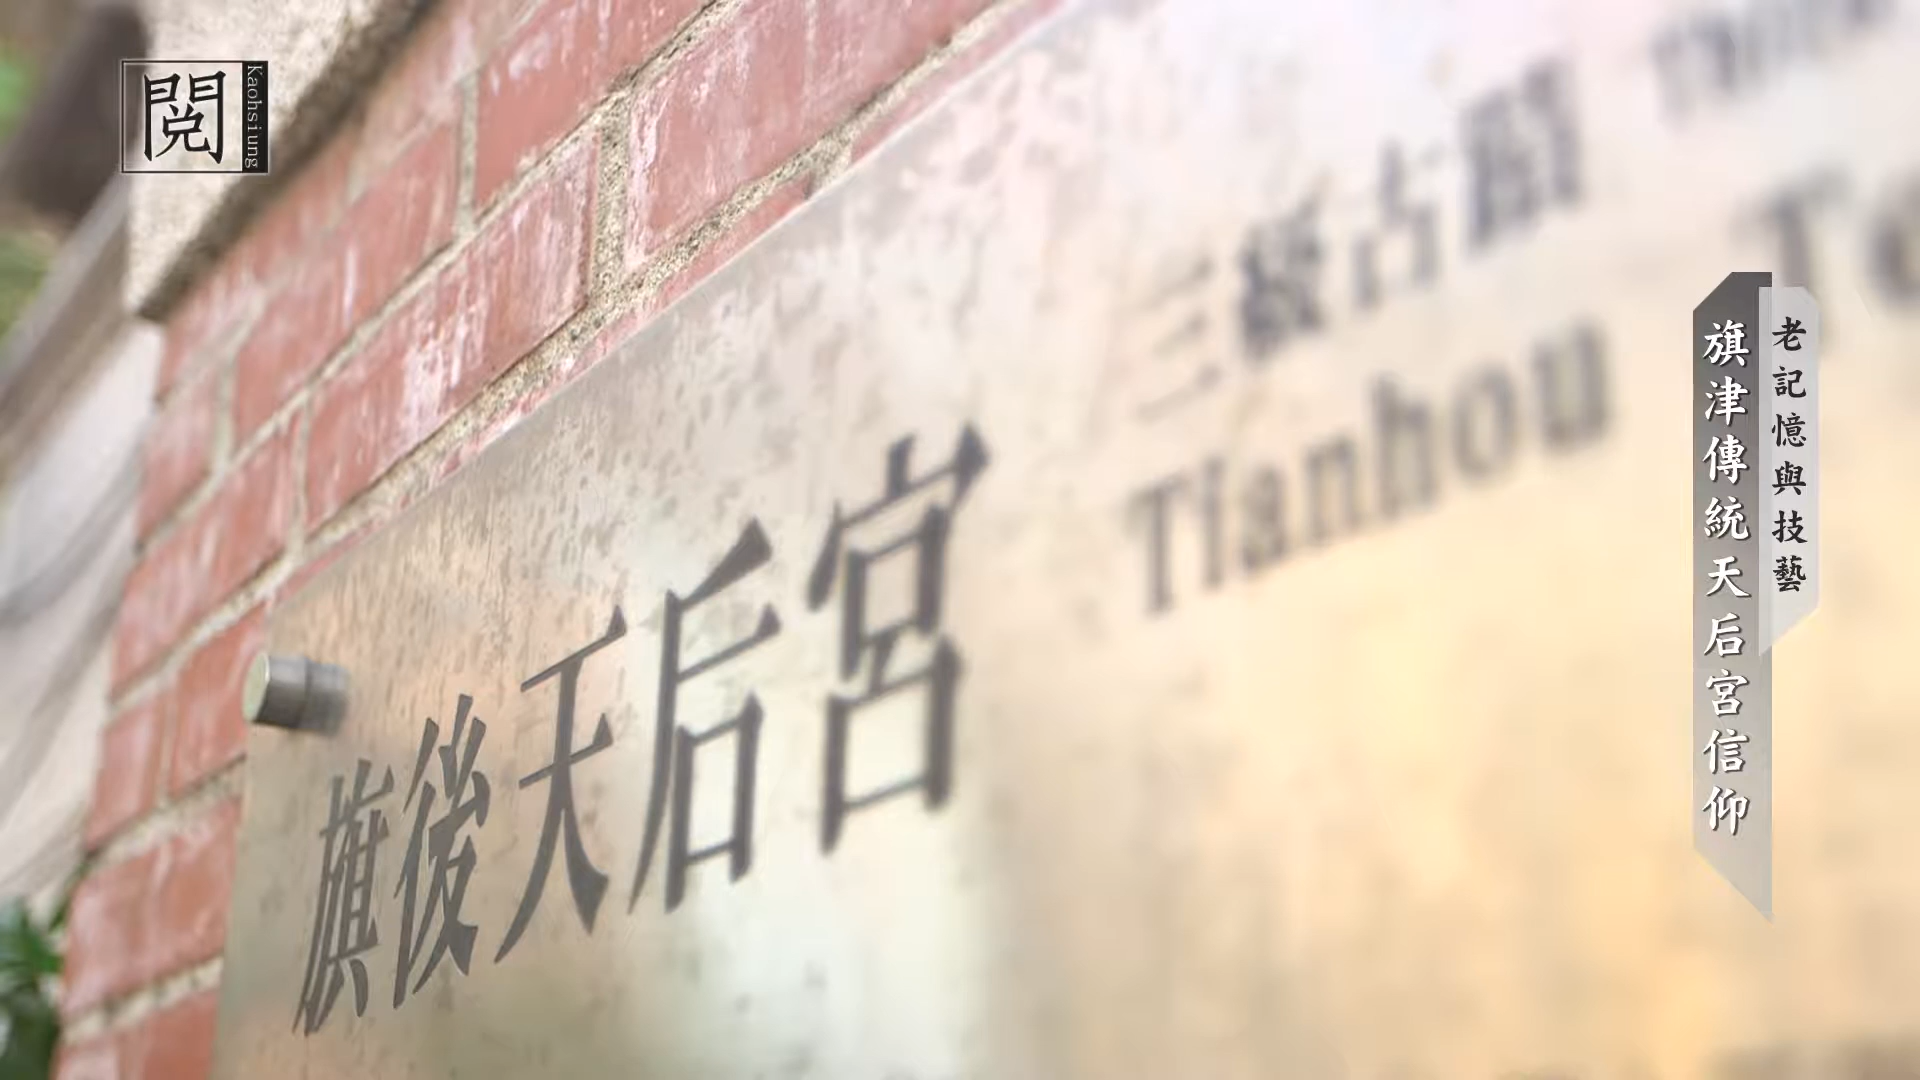 閱
Kaohsiung
老記憶與技藝
旗津傳統天后宮信仰
旗後天后宮
三級古蹟
Tianhou